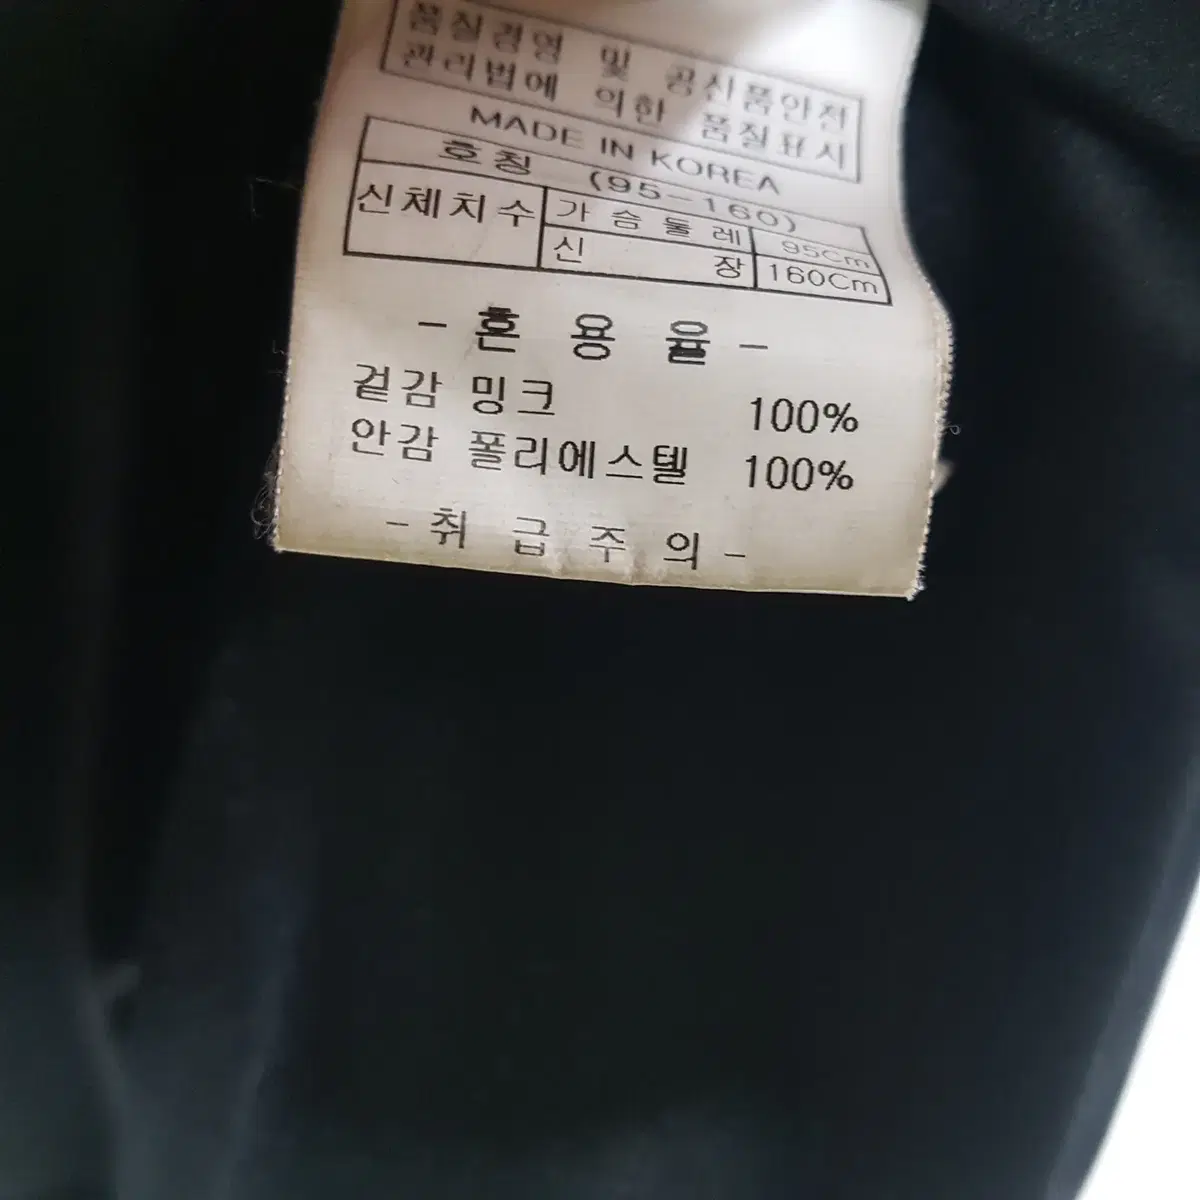 품질경영 및 공산품안전
관리법에 의한 품질표시
MADE IN KOREA
호칭 (95-160)
신체치수 가슴둘레 95Cm
신장 160Cm
- 혼용율 -
겉감 밍크 100%
안감 폴리에스텔 100%
- 취급주의 -